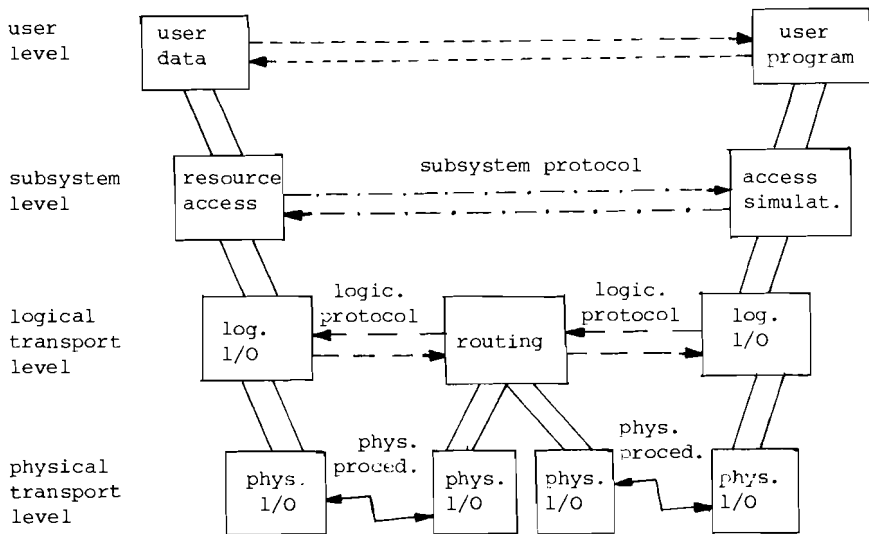 user
level
user
data
user
program
subsystem
level
resource
access
subsystem protocol
access
simulat.
logical
transport
level
log.
I/O
logic.
protocol
routing
logic.
protocol
log.
I/O
physical
transport
level
phys.
I/O
phys.
proced.
phys.
I/O
phys.
I/O
phys.
proced.
phys.
I/O